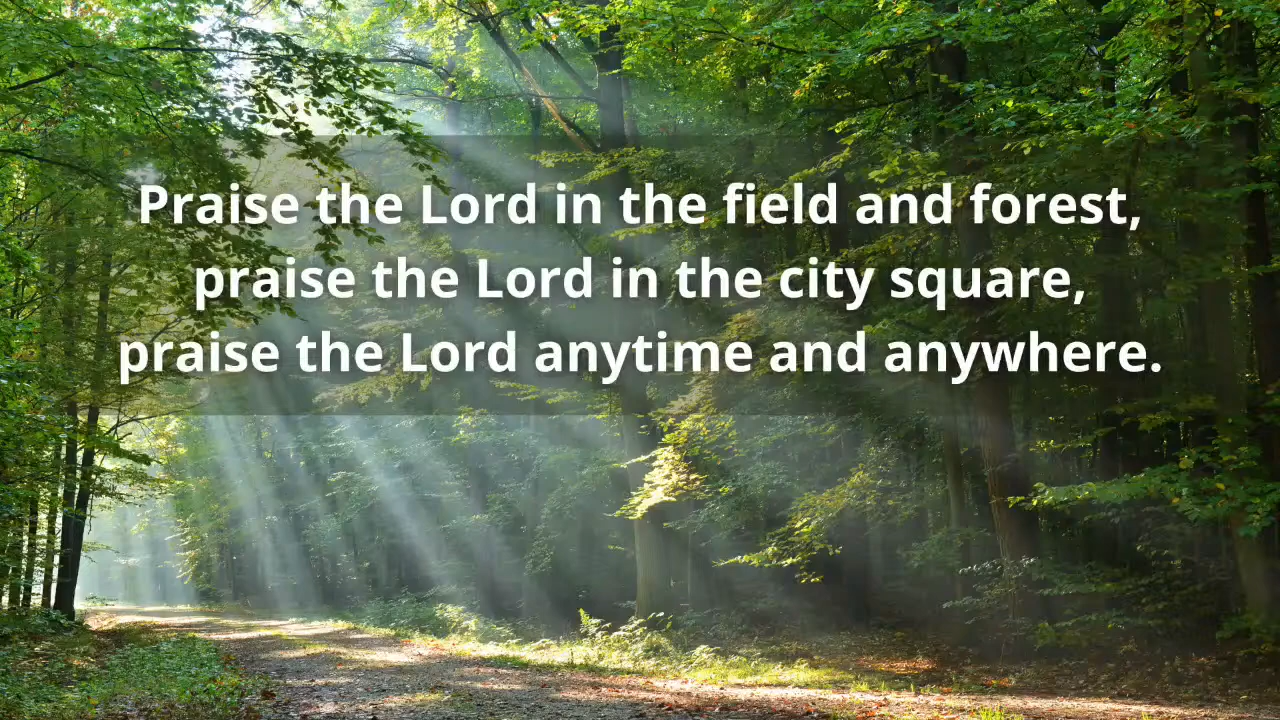 Praise the Lord in the field and forest,
praise the Lord in the city square,
praise the Lord anytime and anywhere.